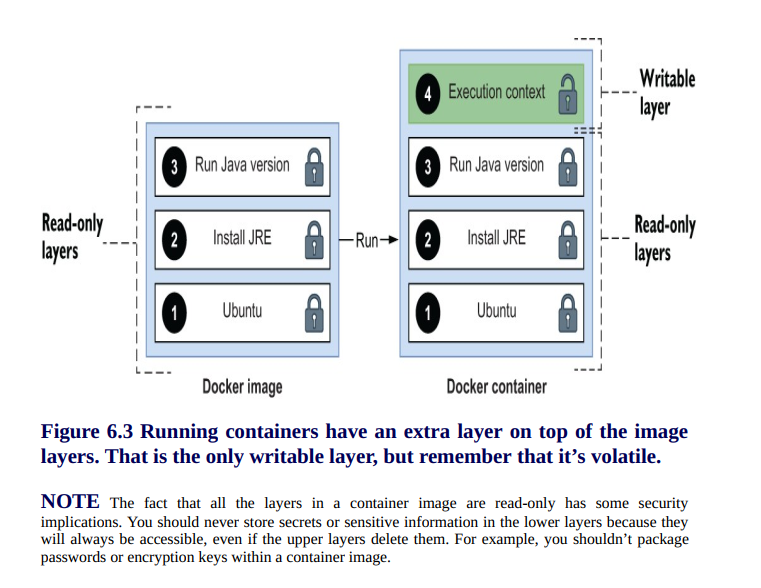 4 Execution context
Writable
layer
3 Run Java version
3 Run Java version
Read-only
layers
2 Install JRE
Run
2 Install JRE
Read-only
layers
1 Ubuntu
1 Ubuntu
Docker image
Docker container
Figure 6.3 Running containers have an extra layer on top of the image
layers. That is the only writable layer, but remember that it’s volatile.
NOTE The fact that all the layers in a container image are read-only has some security
implications. You should never store secrets or sensitive information in the lower layers because they
will always be accessible, even if the upper layers delete them. For example, you shouldn’t package
passwords or encryption keys within a container image.